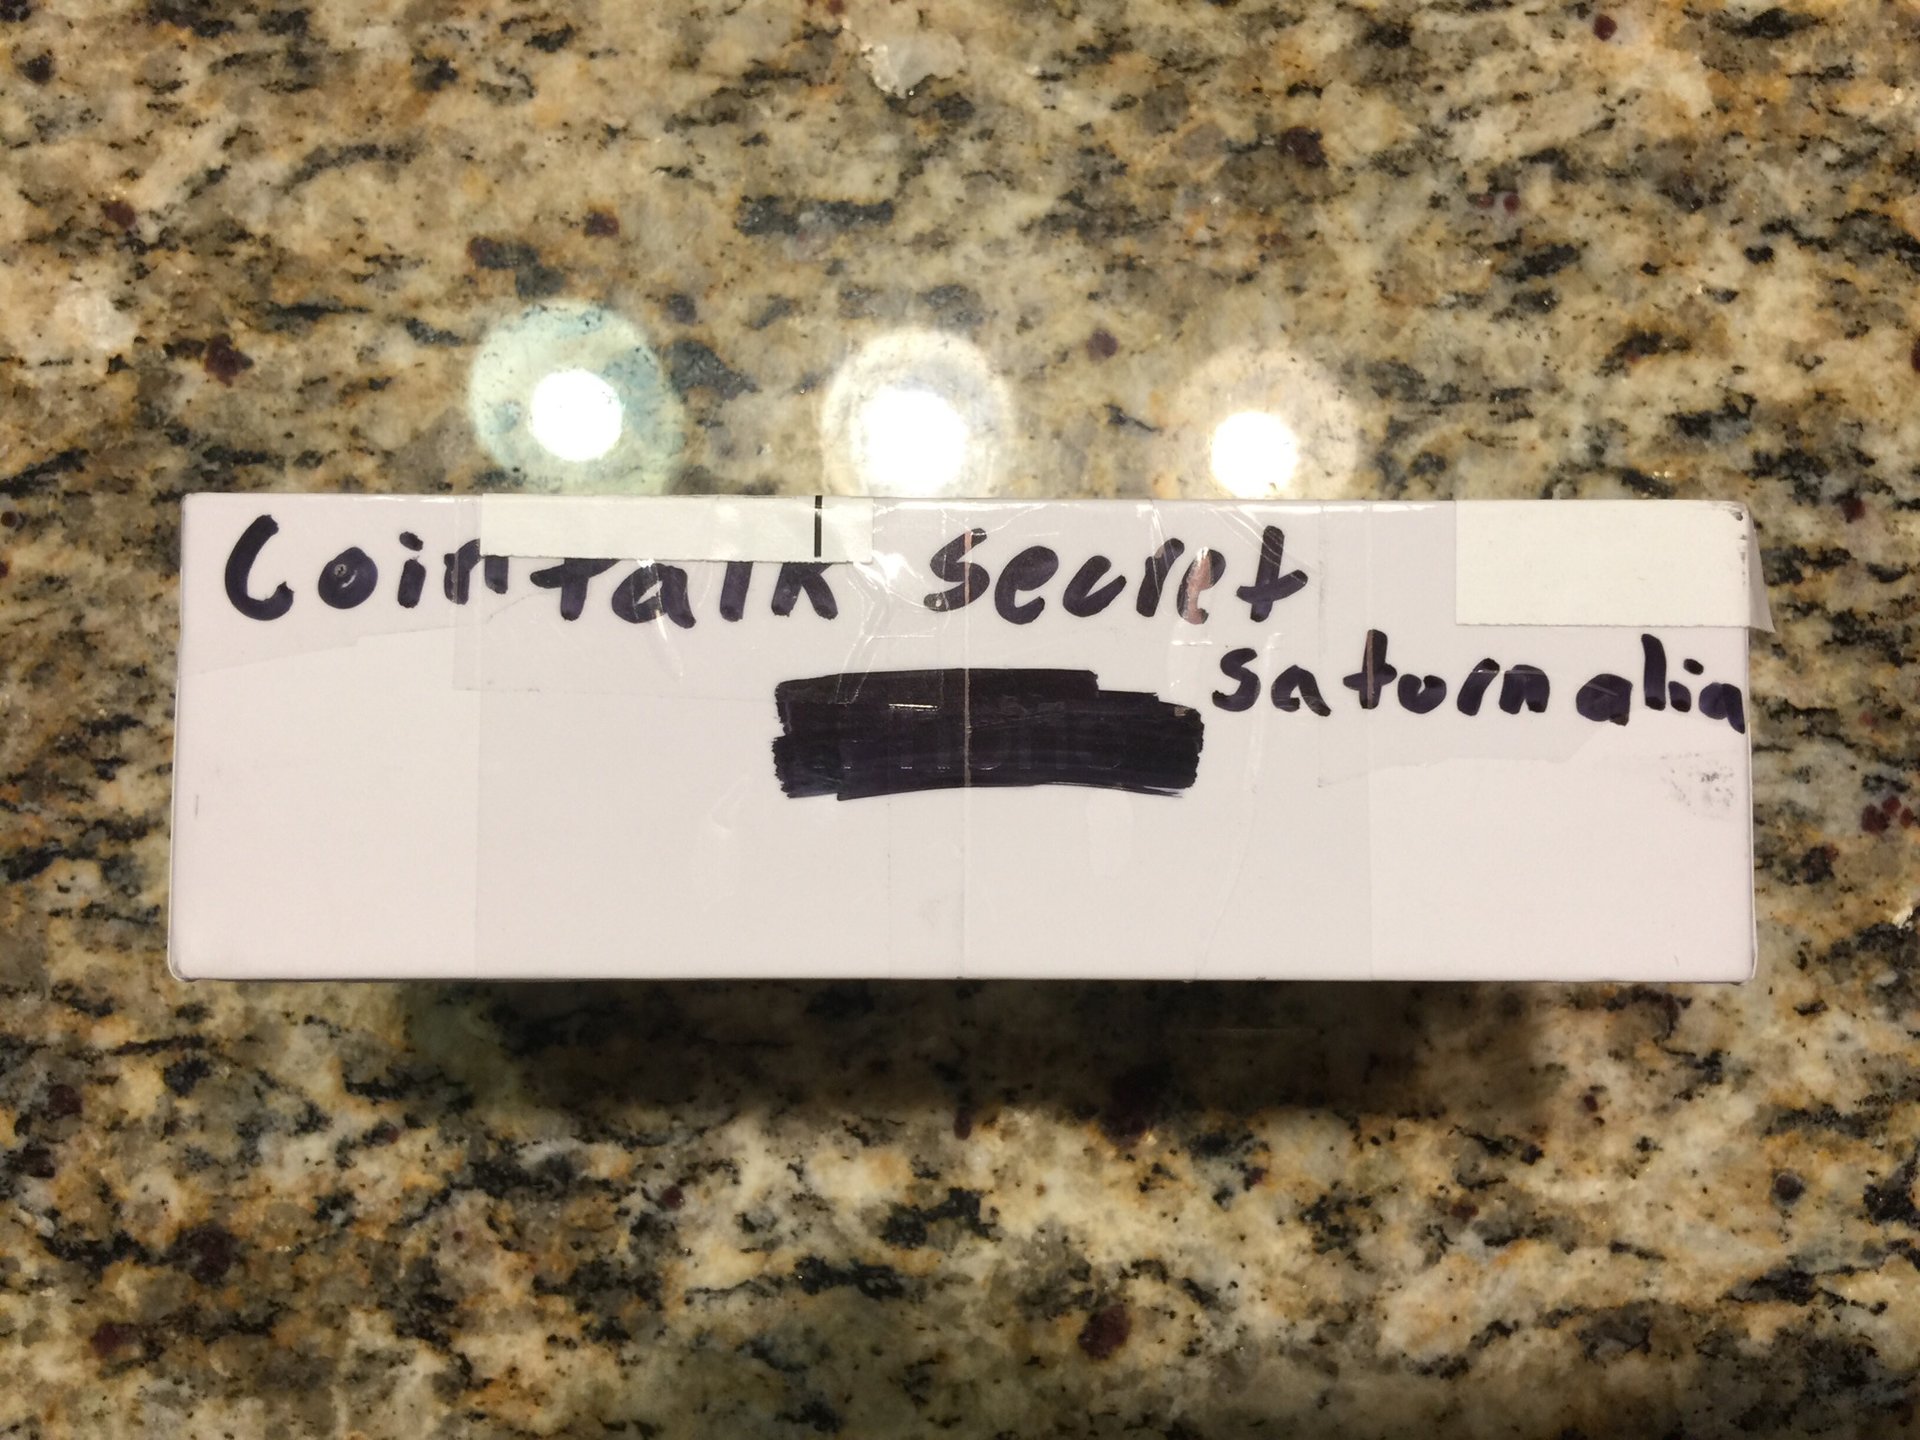 Cointalk Secret
Saturnalia